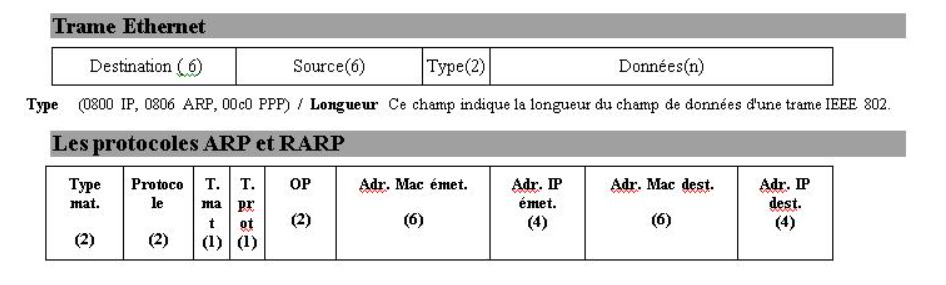 Trame Ethernet
Destination ( 6) Source(6) Type(2) Données(n)
Type (0800 IP, 0806 ARP, 00c0 PPP) / Longueur Ce champ indique la longueur du champ de données d'une trame IEEE 802.
Les protocoles ARP et RARP
Type Protoco T. T. OP Adr. Mac émet. Adr. IP Adr. Mac dest. Adr. IP
mat. le ma pr émet. dest.
(2) (2) t ot (2) (6) (4) (6) (4)
(1) (1)